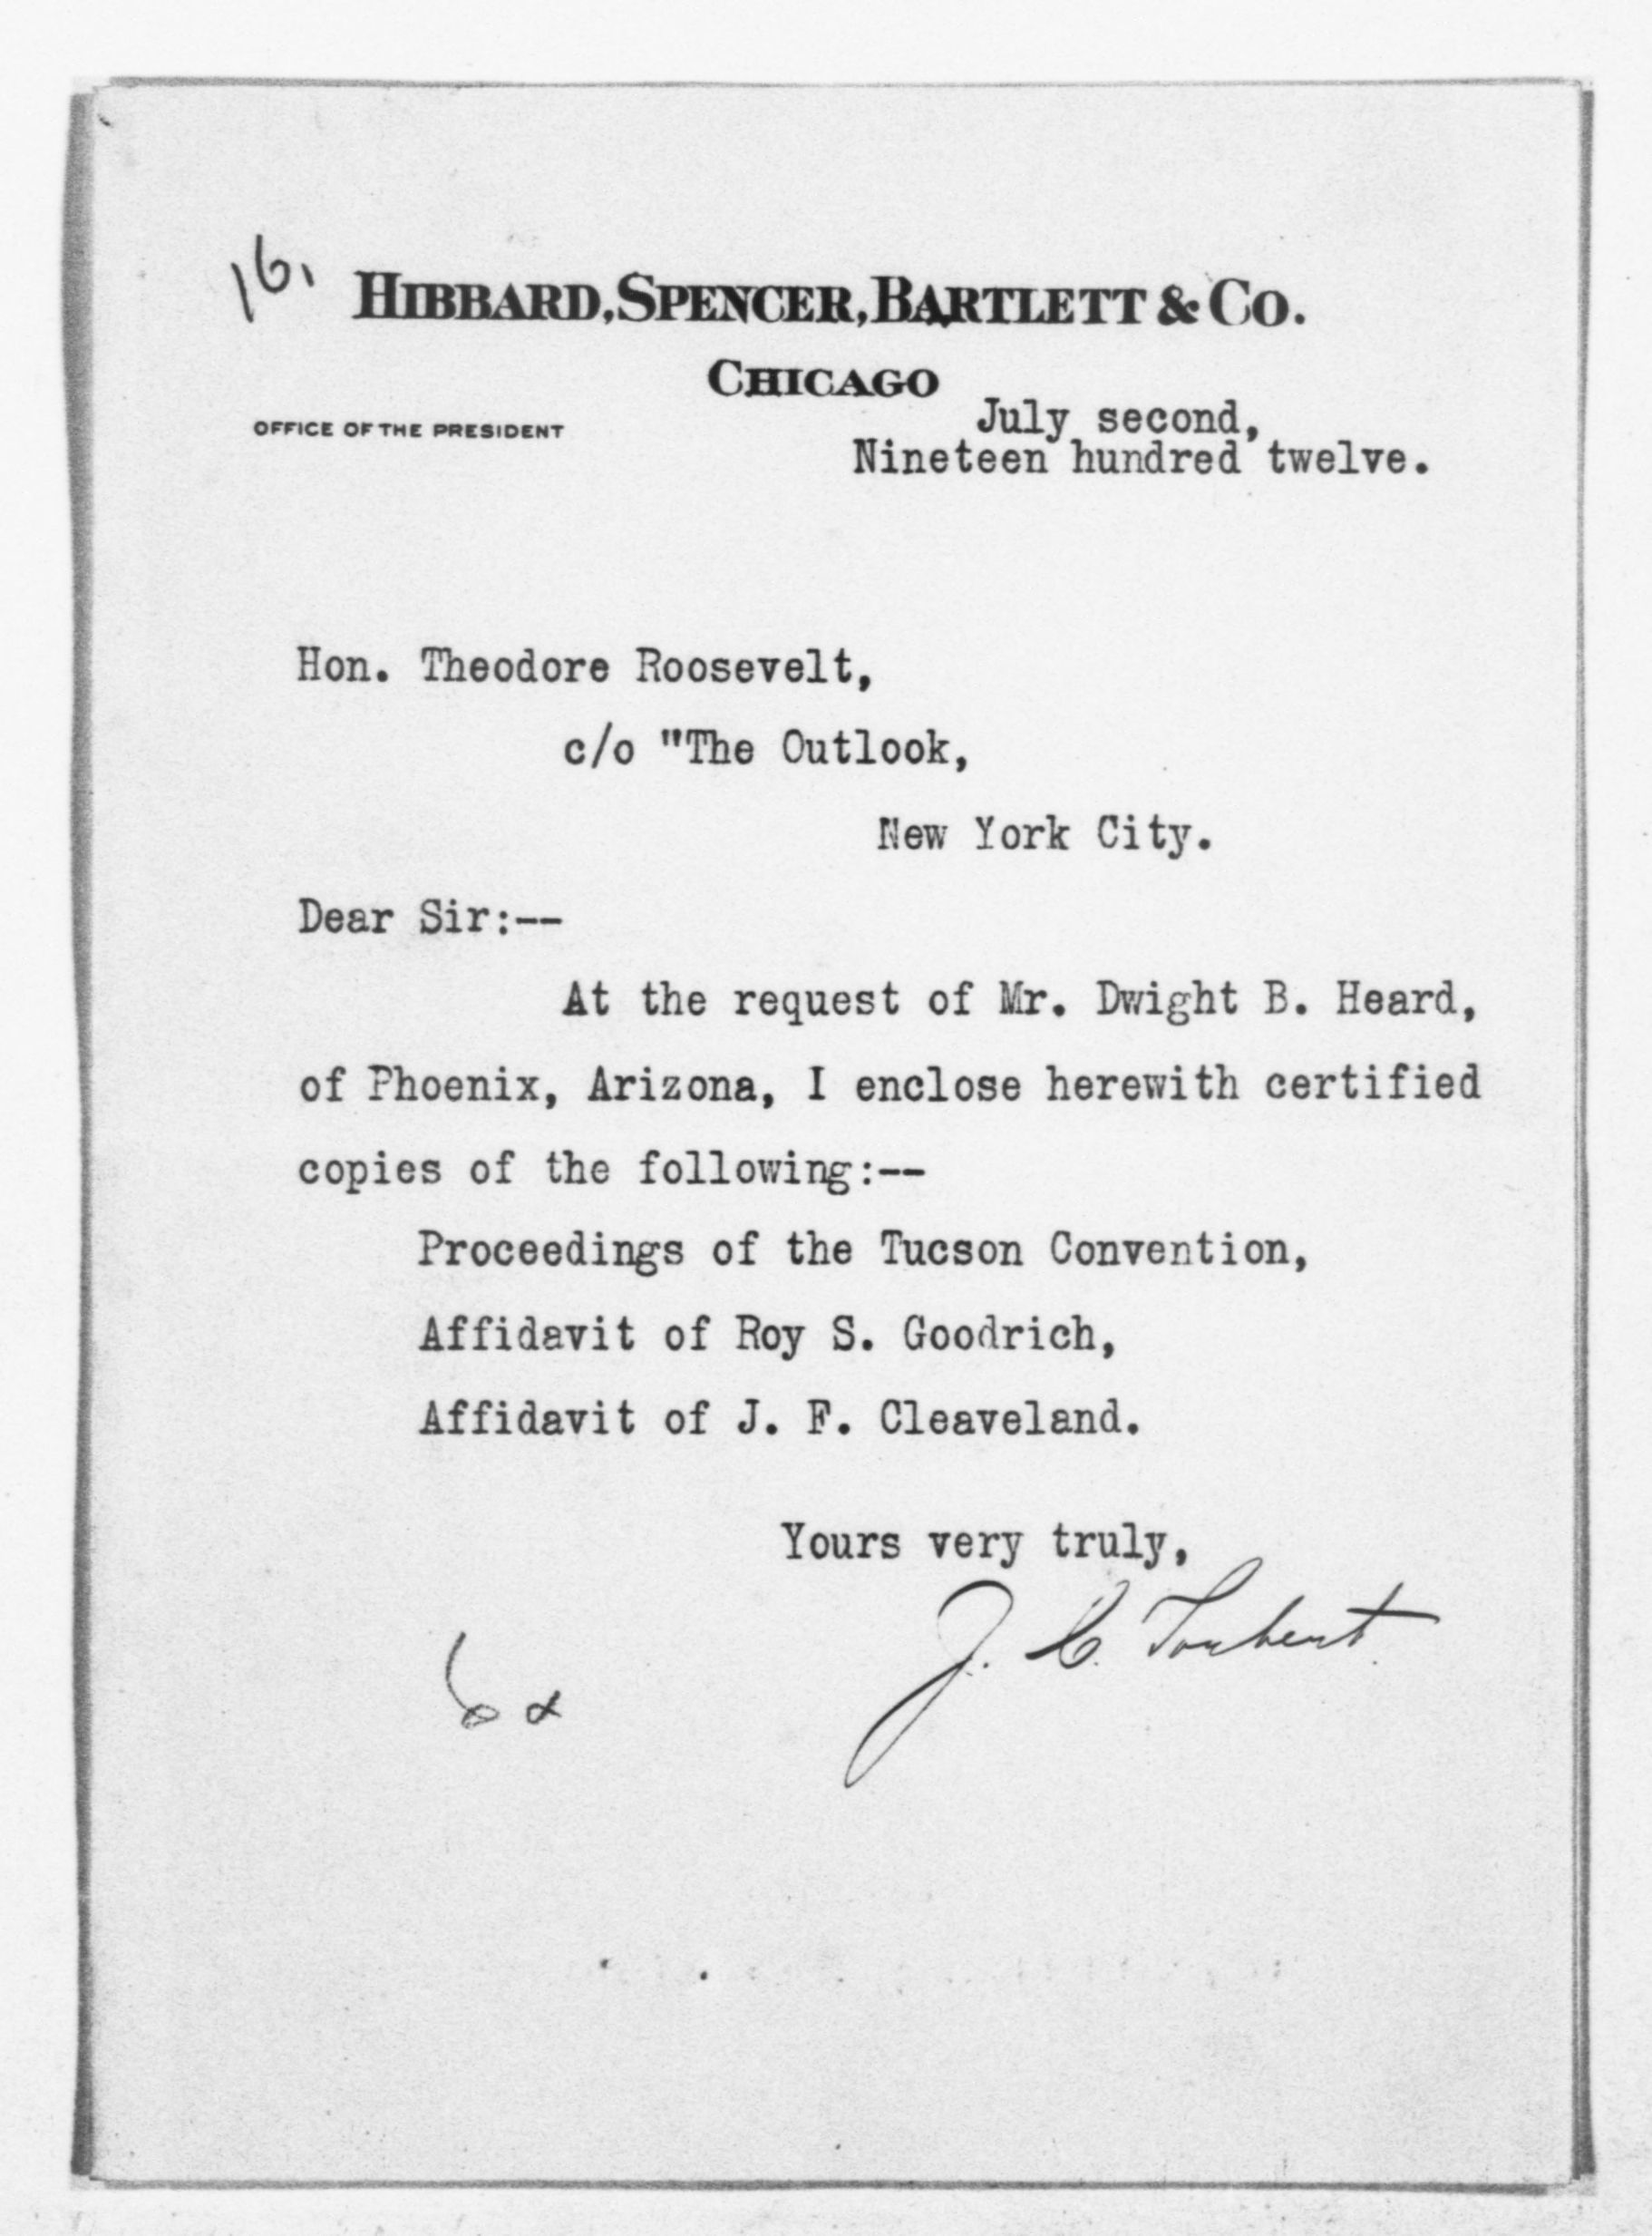 16.
HIBBARD, SPENCER, BARTLETT & CO.
CHICAGO
OFFICE OF THE PRESIDENT
July second,
Nineteen hundred twelve.
Hon. Theodore Roosevelt,
c/o "The Outlook,
New York City.
Dear Sir:--
At the request of Mr. Dwight B. Heard,
of Phoenix, Arizona, I enclose herewith certified
copies of the following:--
Proceedings of the Tucson Convention,
Affidavit of Roy S. Goodrich,
Affidavit of J. F. Cleaveland.
Yours very truly,
J.